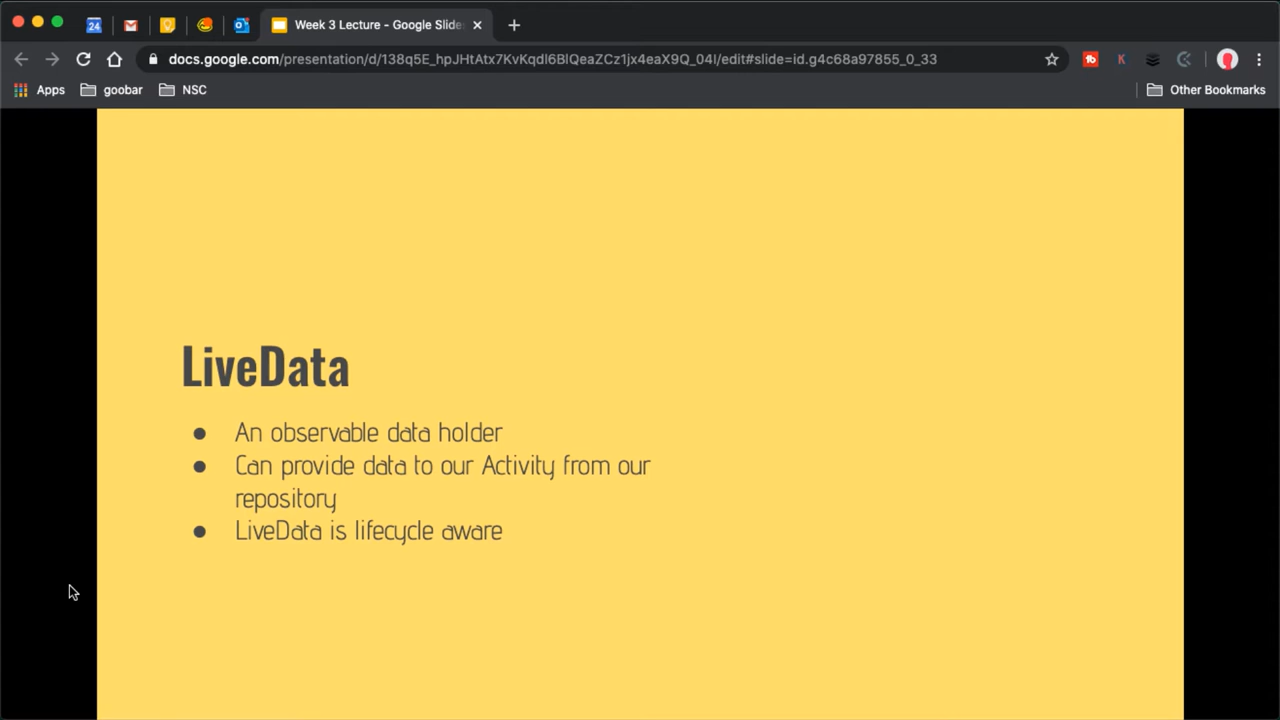 24
Week 3 Lecture - Google Slide
docs.google.com/presentation/d/138q5E_hpJHtAtx7KvKqdl6BlQeaZCz1jx4eaX9Q_04I/edit#slide=id.g4c68a97855_0_33
K
Apps
goobar
NSC
Other Bookmarks
LiveData
● An observable data holder
● Can provide data to our Activity from our
repository
● LiveData is lifecycle aware